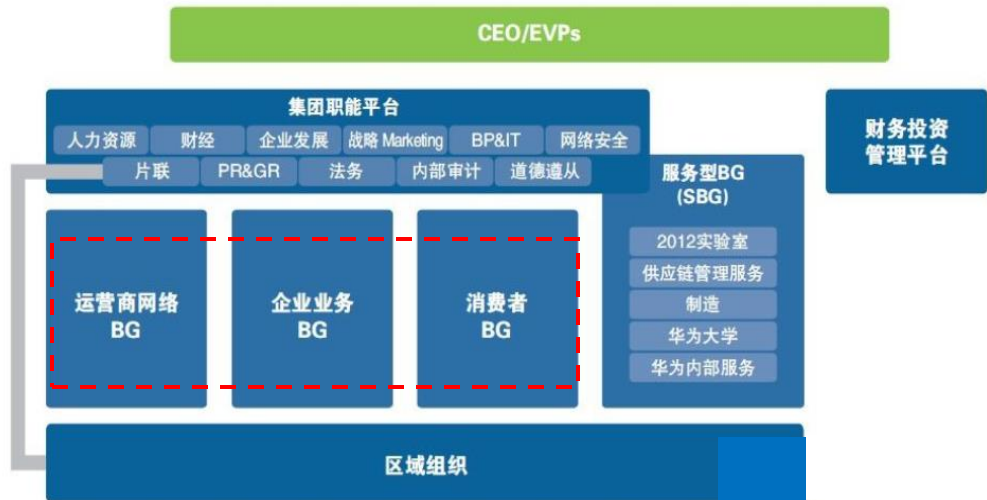 CEO/EVPs
集团职能平台
人力资源 财经 企业发展 战略 Marketing BP&IT 网络安全
片联 PR&GR 法务 内部审计 道德遵从
财务投资
管理平台
运营商网络
BG
企业业务
BG
消费者
BG
服务型BG
(SBG)
2012实验室
供应链管理服务
制造
华为大学
华为内部服务
区域组织